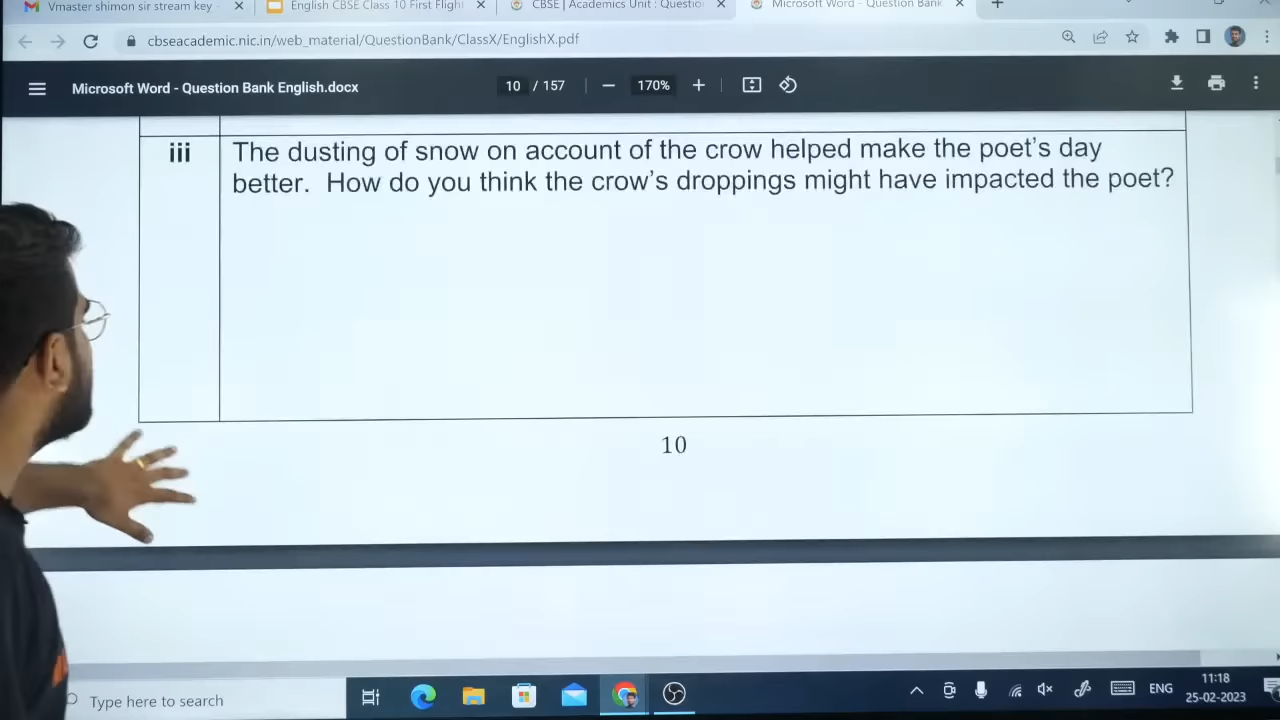 Vmaster shimon sir stream key
English CBSE Class 10 First Fligh
CBSE | Academics Unit : Questio
Microsoft Word - Question Bank
cbseacademic.nic.in/web_material/QuestionBank/ClassX/EnglishX.pdf
Microsoft Word - Question Bank English.docx
10 / 157
170%
iii
The dusting of snow on account of the crow helped make the poet's day
better. How do you think the crow's droppings might have impacted the poet?
10
Type here to search
ENG
11:18
25-02-2023